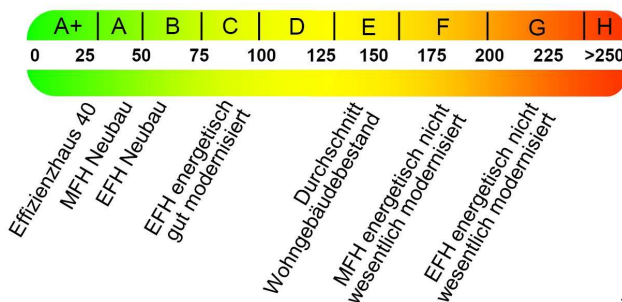 A+ A B C D E F G H
0 25 50 75 100 125 150 175 200 225 >250
Effizienzhaus 40
MFH Neubau
EFH Neubau
EFH energetisch
gut modernisiert
Durchschnitt
Wohngebäudebestand
MFH energetisch nicht
wesentlich modernisiert
EFH energetisch nicht
wesentlich modernisiert